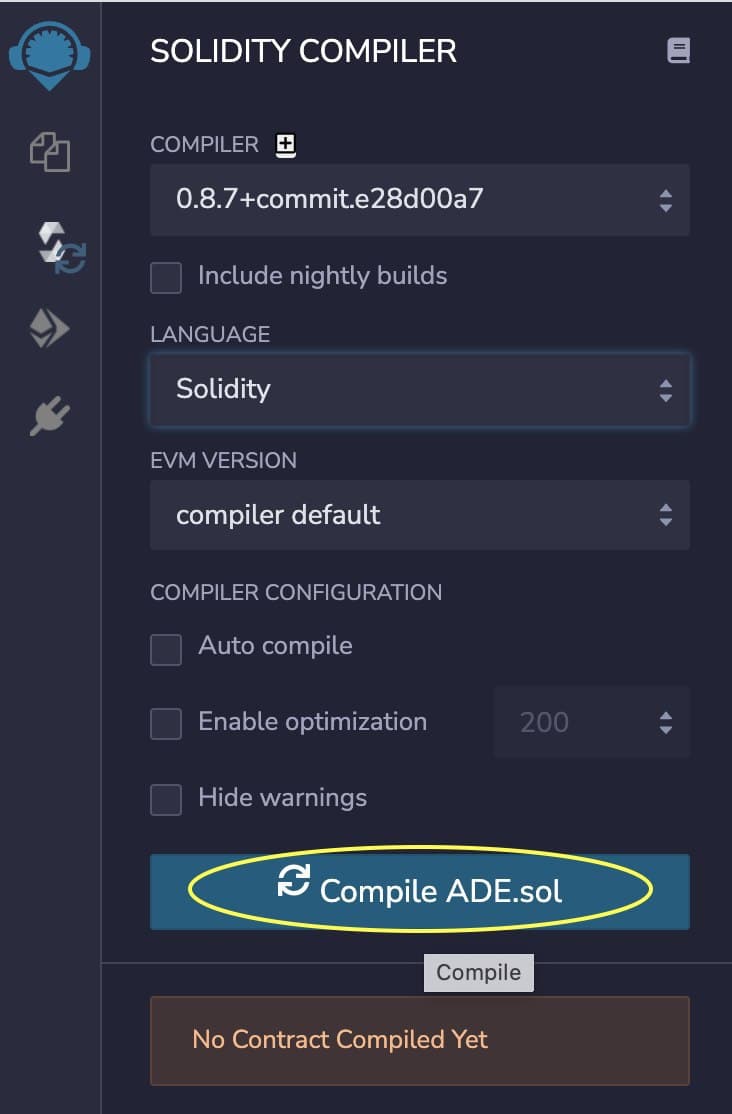 SOLIDITY COMPILER
COMPILER
0.8.7+commit.e28d00a7
Include nightly builds
LANGUAGE
Solidity
EVM VERSION
compiler default
COMPILER CONFIGURATION
Auto compile
Enable optimization 200
Hide warnings
Compile ADE.sol
Compile
No Contract Compiled Yet